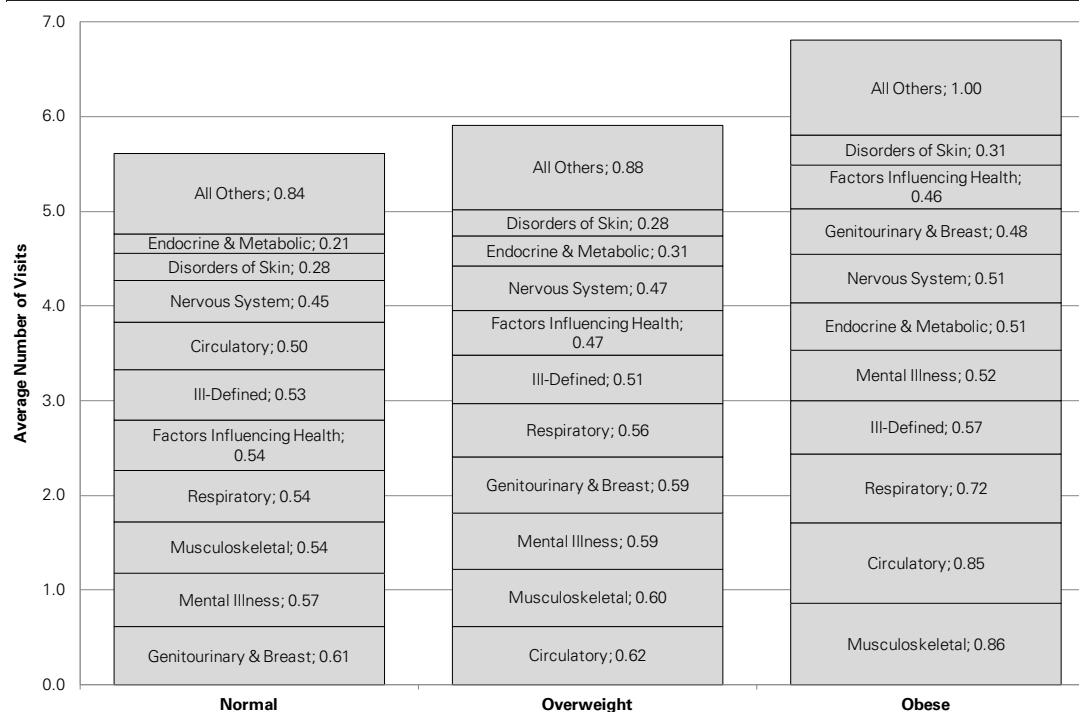 7.0
6.0
5.0
4.0
3.0
2.0
1.0
0.0
Average Number of Visits
All Others; 0.84
Endocrine & Metabolic; 0.21
Disorders of Skin; 0.28
Nervous System; 0.45
Circulatory; 0.50
Ill-Defined; 0.53
Factors Influencing Health;
0.54
Respiratory; 0.54
Musculoskeletal; 0.54
Mental Illness; 0.57
Genitourinary & Breast; 0.61
Normal
All Others; 0.88
Disorders of Skin; 0.28
Endocrine & Metabolic; 0.31
Nervous System; 0.47
Factors Influencing Health;
0.47
Ill-Defined; 0.51
Respiratory; 0.56
Genitourinary & Breast; 0.59
Mental Illness; 0.59
Musculoskeletal; 0.60
Circulatory; 0.62
Overweight
All Others; 1.00
Disorders of Skin; 0.31
Factors Influencing Health;
0.46
Genitourinary & Breast; 0.48
Nervous System; 0.51
Endocrine & Metabolic; 0.51
Mental Illness; 0.52
Ill-Defined; 0.57
Respiratory; 0.72
Circulatory; 0.85
Musculoskeletal; 0.86
Obese